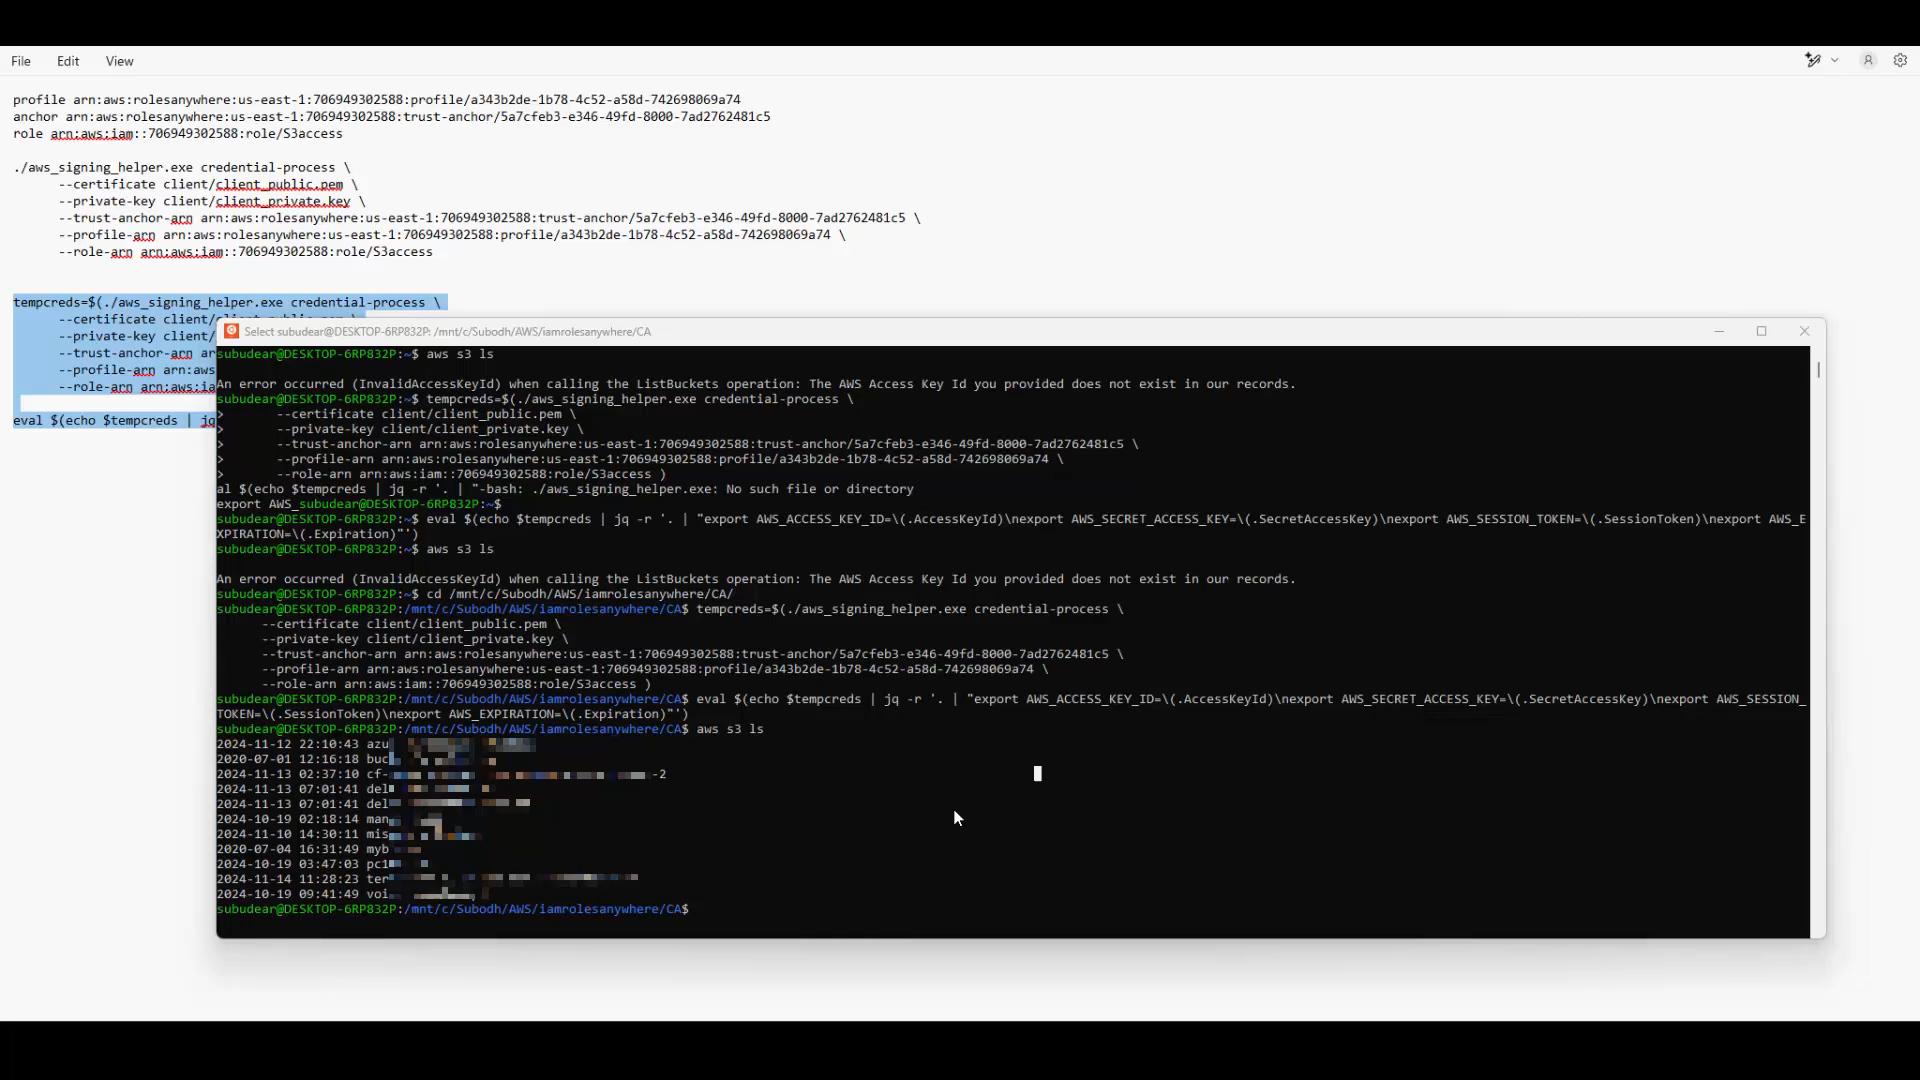 File Edit View
profile arn:aws:rolesanywhere:us-east-1:706949302588:profile/a343b2de-1b78-4c52-a58d-742698069a74
anchor arn:aws:rolesanywhere:us-east-1:706949302588:trust-anchor/5a7cfeb3-e346-49fd-8000-7ad2762481c5
role arn:aws:iam::706949302588:role/S3access
./aws_signing_helper.exe credential-process \
--certificate client/client_public.pem \
--private-key client/client_private.key \
--trust-anchor-arn arn:aws:rolesanywhere:us-east-1:706949302588:trust-anchor/5a7cfeb3-e346-49fd-8000-7ad2762481c5 \
--profile-arn arn:aws:rolesanywhere:us-east-1:706949302588:profile/a343b2de-1b78-4c52-a58d-742698069a74 \
--role-arn arn:aws:iam::706949302588:role/S3access
tempcreds=$(./aws_signing_helper.exe credential-process \
--certificate client/
--private-key client/
--trust-anchor-arn ar
--profile-arn arn:aws
--role-arn arn:aws:ia
eval $(echo $tempcreds | jq
Select subudear@DESKTOP-6RP832P: /mnt/c/Subodh/AWS/iamrolesanywhere/CA
subudear@DESKTOP-6RP832P:~$ aws s3 ls
An error occurred (InvalidAccessKeyId) when calling the ListBuckets operation: The AWS Access Key Id you provided does not exist in our records.
subudear@DESKTOP-6RP832P:~$ tempcreds=$(./aws_signing_helper.exe credential-process \
> --certificate client/client_public.pem \
> --private-key client/client_private.key \
> --trust-anchor-arn arn:aws:rolesanywhere:us-east-1:706949302588:trust-anchor/5a7cfeb3-e346-49fd-8000-7ad2762481c5 \
> --profile-arn arn:aws:rolesanywhere:us-east-1:706949302588:profile/a343b2de-1b78-4c52-a58d-742698069a74 \
> --role-arn arn:aws:iam::706949302588:role/S3access )
al $(echo $tempcreds | jq -r '. | "-bash: ./aws_signing_helper.exe: No such file or directory
export AWS_subudear@DESKTOP-6RP832P:~$
subudear@DESKTOP-6RP832P:~$ eval $(echo $tempcreds | jq -r '. | "export AWS_ACCESS_KEY_ID=\(.AccessKeyId)\nexport AWS_SECRET_ACCESS_KEY=\(.SecretAccessKey)\nexport AWS_SESSION_TOKEN=\(.SessionToken)\nexport AWS_E
XPIRATION=\(.Expiration)"')
subudear@DESKTOP-6RP832P:~$ aws s3 ls
An error occurred (InvalidAccessKeyId) when calling the ListBuckets operation: The AWS Access Key Id you provided does not exist in our records.
subudear@DESKTOP-6RP832P:~$ cd /mnt/c/Subodh/AWS/iamrolesanywhere/CA/
subudear@DESKTOP-6RP832P:/mnt/c/Subodh/AWS/iamrolesanywhere/CA$ tempcreds=$(./aws_signing_helper.exe credential-process \
--certificate client/client_public.pem \
--private-key client/client_private.key \
--trust-anchor-arn arn:aws:rolesanywhere:us-east-1:706949302588:trust-anchor/5a7cfeb3-e346-49fd-8000-7ad2762481c5 \
--profile-arn arn:aws:rolesanywhere:us-east-1:706949302588:profile/a343b2de-1b78-4c52-a58d-742698069a74 \
--role-arn arn:aws:iam::706949302588:role/S3access )
subudear@DESKTOP-6RP832P:/mnt/c/Subodh/AWS/iamrolesanywhere/CA$ eval $(echo $tempcreds | jq -r '. | "export AWS_ACCESS_KEY_ID=\(.AccessKeyId)\nexport AWS_SECRET_ACCESS_KEY=\(.SecretAccessKey)\nexport AWS_SESSION_
TOKEN=\(.SessionToken)\nexport AWS_EXPIRATION=\(.Expiration)"')
subudear@DESKTOP-6RP832P:/mnt/c/Subodh/AWS/iamrolesanywhere/CA$ aws s3 ls
2024-11-12 22:10:43 azu
2020-07-01 12:16:18 buc
2024-11-13 02:37:10 cf- -2
2024-11-13 07:01:41 del
2024-11-13 07:01:41 del
2024-10-19 02:18:14 man
2024-11-10 14:30:11 mis
2020-07-04 16:31:49 myb
2024-10-19 03:47:03 pc1
2024-11-14 11:28:23 ter
2024-10-19 09:41:49 voi
subudear@DESKTOP-6RP832P:/mnt/c/Subodh/AWS/iamrolesanywhere/CA$